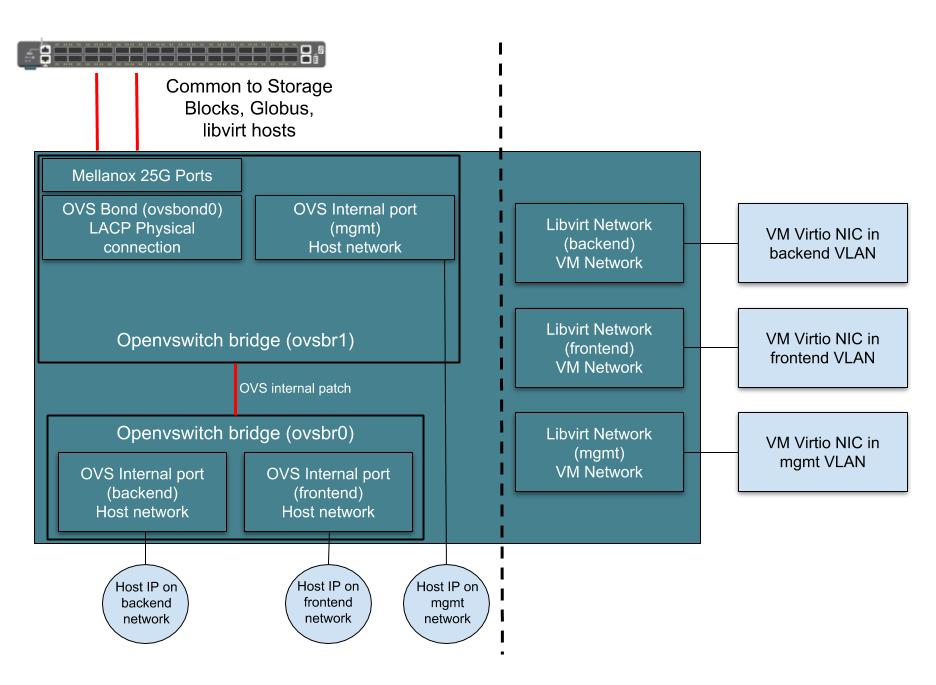 Common to Storage
Blocks, Globus,
libvirt hosts
Mellanox 25G Ports
OVS Bond (ovsbond0)
LACP Physical
connection
OVS Internal port
(mgmt)
Host network
Openvswitch bridge (ovsbr1)
OVS internal patch
Openvswitch bridge (ovsbr0)
OVS Internal port
(backend)
Host network
OVS Internal port
(frontend)
Host network
Host IP on
backend
network
Host IP on
frontend
network
Host IP on
mgmt
network
Libvirt Network
(backend)
VM Network
VM Virtio NIC in
backend VLAN
Libvirt Network
(frontend)
VM Network
VM Virtio NIC in
frontend VLAN
Libvirt Network
(mgmt)
VM Network
VM Virtio NIC in
mgmt VLAN